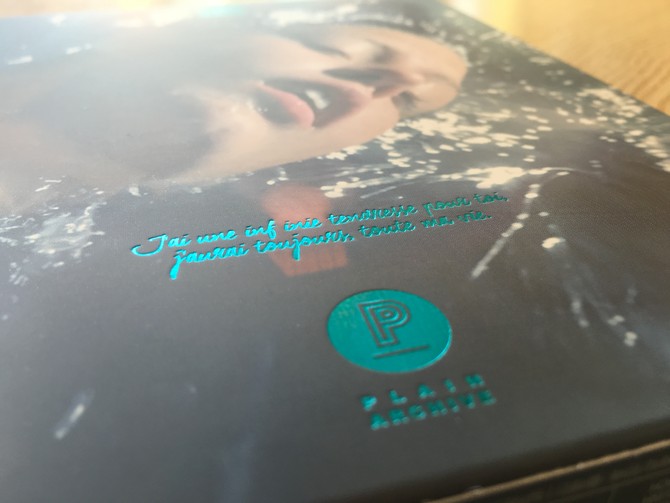 J'ai une infinie tendresse pour toi,
j'aurai toujours, toute ma vie.
P
PLAIN
ARCHIVE